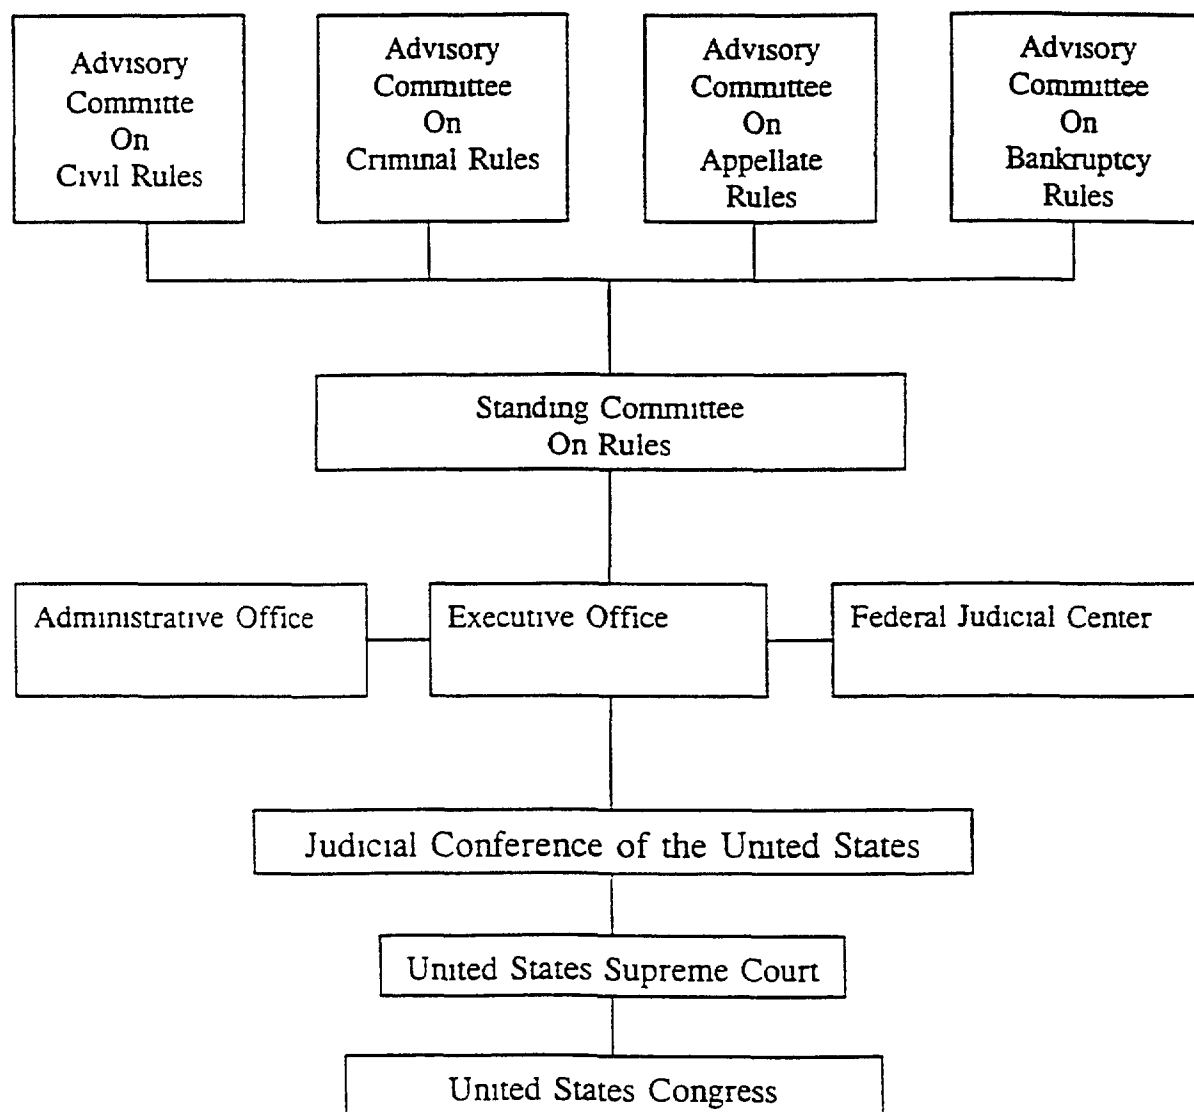 Advisory
Committe
On
Civil Rules
Advisory
Committee
On
Criminal Rules
Advisory
Committee
On
Appellate
Rules
Advisory
Committee
On
Bankruptcy
Rules
Standing Committee
On Rules
Administrative Office
Executive Office
Federal Judicial Center
Judicial Conference of the United States
United States Supreme Court
United States Congress